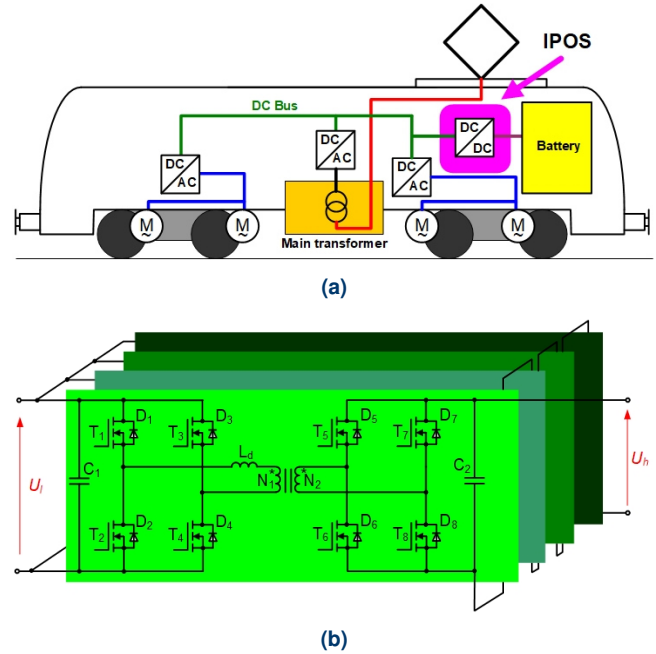 IPOS
DC Bus
DC
DC
Battery
DC
AC
DC
AC
DC
AC
M
~
M
~
M
~
M
~
Main transformer
(a)
D1 D3 D5 D7
T1 T3 T5 T7
Ld
C1 N1* *N2 C2
Ul Uh
D2 D4 D6 D8
T2 T4 T6 T8
(b)